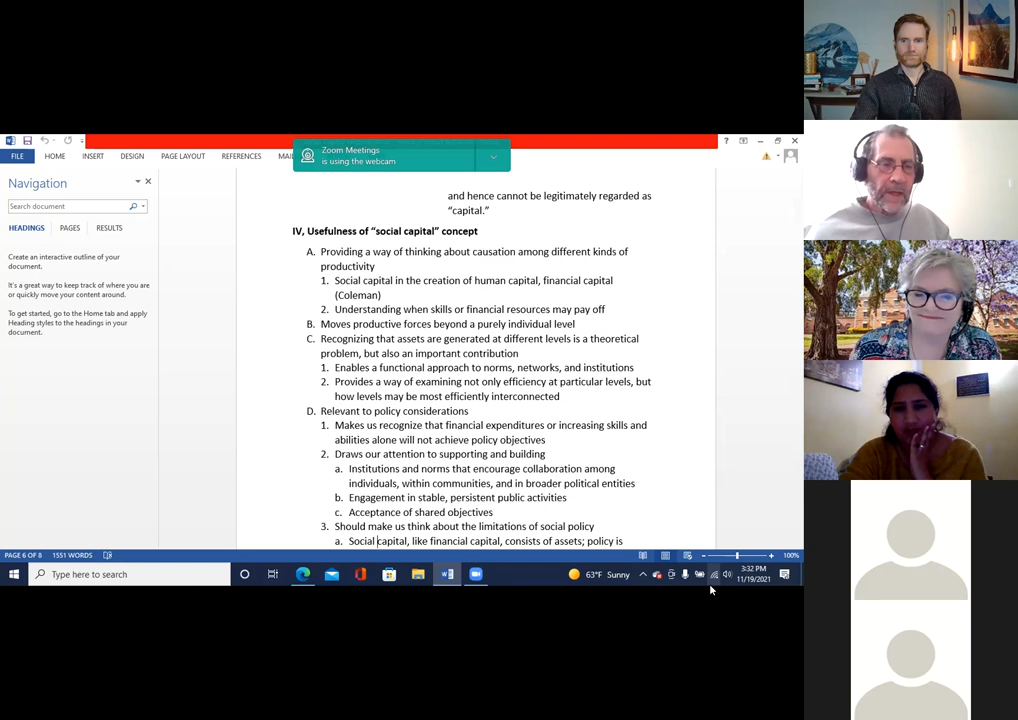 Zoom Meetings
is using the webcam
FILE HOME INSERT DESIGN PAGE LAYOUT REFERENCES MAI
Navigation
Search document
HEADINGS PAGES RESULTS
Create an interactive outline of your
document.
It's a great way to keep track of where you are
or quickly move your content around.
To get started, go to the Home tab and apply
Heading styles to the headings in your
document.
and hence cannot be legitimately regarded as
“capital.”
IV, Usefulness of “social capital” concept
A. Providing a way of thinking about causation among different kinds of
productivity
1. Social capital in the creation of human capital, financial capital
(Coleman)
2. Understanding when skills or financial resources may pay off
B. Moves productive forces beyond a purely individual level
C. Recognizing that assets are generated at different levels is a theoretical
problem, but also an important contribution
1. Enables a functional approach to norms, networks, and institutions
2. Provides a way of examining not only efficiency at particular levels, but
how levels may be most efficiently interconnected
D. Relevant to policy considerations
1. Makes us recognize that financial expenditures or increasing skills and
abilities alone will not achieve policy objectives
2. Draws our attention to supporting and building
a. Institutions and norms that encourage collaboration among
individuals, within communities, and in broader political entities
b. Engagement in stable, persistent public activities
c. Acceptance of shared objectives
3. Should make us think about the limitations of social policy
a. Social capital, like financial capital, consists of assets; policy is
PAGE 6 OF 8 1551 WORDS 100%
Type here to search 63°F Sunny 3:32 PM
11/19/2021